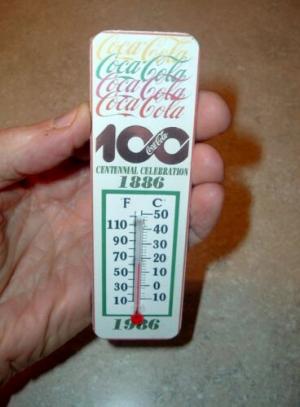 Coca-Cola
Coca-Cola
Coca-Cola
Coca-Cola
100
Coca-Cola
CENTENNIAL CELEBRATION
1886
F C
50
110 40
90 30
70 20
50 10
30 0
10 10
1986